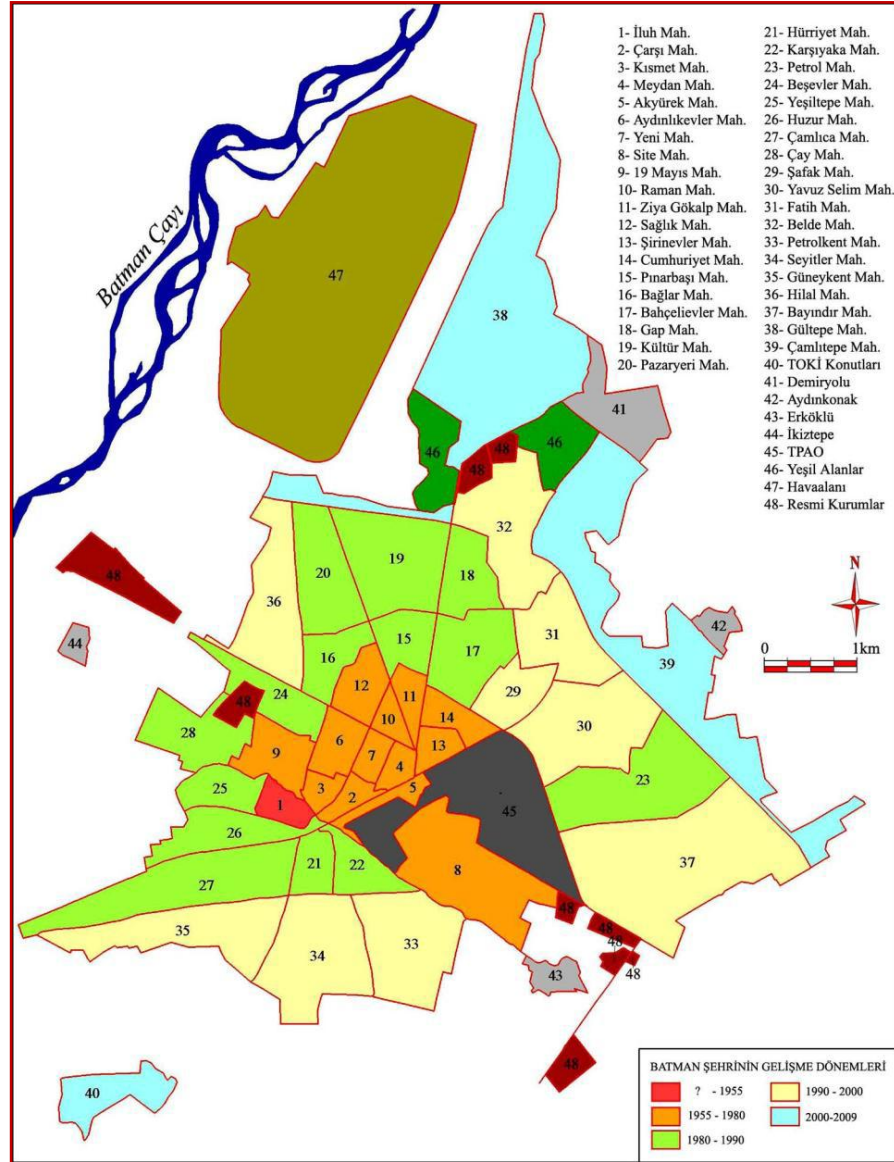 1- İluh Mah.
2- Çarşı Mah.
3- Kısmet Mah.
4- Meydan Mah.
5- Akyürek Mah.
6- Aydınlıkevler Mah.
7- Yeni Mah.
8- Site Mah.
9- 19 Mayıs Mah.
10- Raman Mah.
11- Ziya Gökalp Mah.
12- Sağlık Mah.
13- Şirinevler Mah.
14- Cumhuriyet Mah.
15- Pınarbaşı Mah.
16- Bağlar Mah.
17- Bahçelievler Mah.
18- Gap Mah.
19- Kültür Mah.
20- Pazaryeri Mah.
21- Hürriyet Mah.
22- Karşıyaka Mah.
23- Petrol Mah.
24- Beşevler Mah.
25- Yeşiltepe Mah.
26- Huzur Mah.
27- Çamlıca Mah.
28- Çay Mah.
29- Şafak Mah.
30- Yavuz Selim Mah.
31- Fatih Mah.
32- Belde Mah.
33- Petrolkent Mah.
34- Seyitler Mah.
35- Güneykent Mah.
36- Hilal Mah.
37- Bayındır Mah.
38- Gültepe Mah.
39- Çamlıtepe Mah.
40- TOKİ Konutları
41- Demiryolu
42- Aydınkonak
43- Erköklü
44- İkiztepe
45- TPAO
46- Yeşil Alanlar
47- Havaalanı
48- Resmi Kurumlar
Batman Çayı
47
38
41
46
46
48
48
32
48
20
19
18
36
44
16
15
17
31
42
39
12
11
29
24
48
28
10
14
30
9
6
7
13
4
23
25
3
5
1
2
45
26
21
22
8
37
27
35
34
33
48
48
48
48
43
48
40
N
0 1km
BATMAN ŞEHRİNİN GELİŞME DÖNEMLERİ
? - 1955
1955 - 1980
1980 - 1990
1990 - 2000
2000-2009